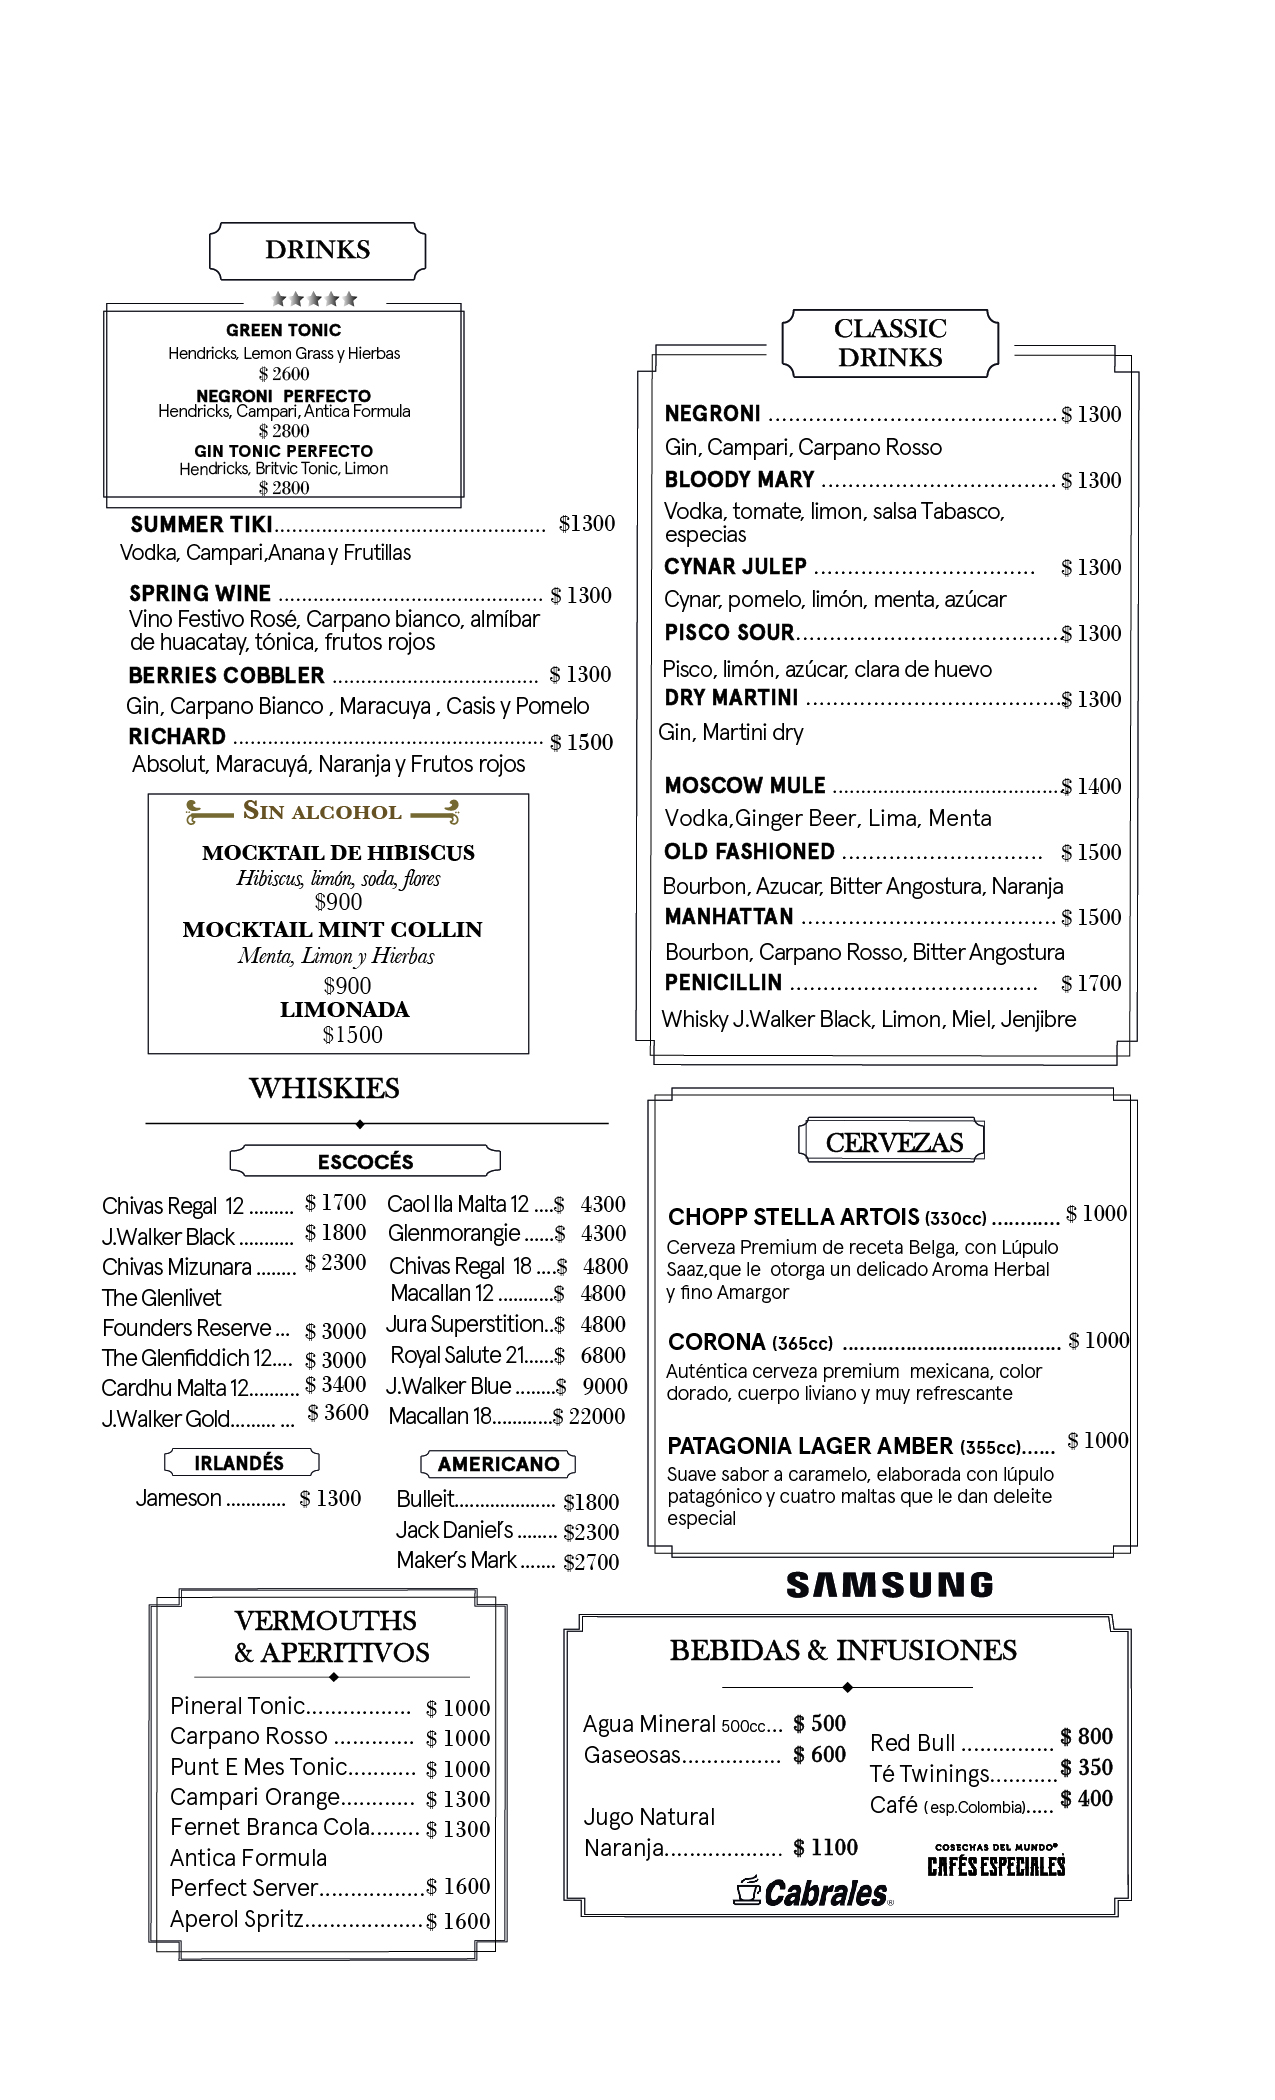 DRINKS
GREEN TONIC
Hendricks, Lemon Grass y Hierbas
$ 2600
NEGRONI PERFECTO
Hendricks, Campari, Antica Formula
$ 2800
GIN TONIC PERFECTO
Hendricks, Britvic Tonic, Limon
$ 2800
SUMMER TIKI.............................................. $1300
Vodka, Campari,Anana y Frutillas
SPRING WINE ............................................ $ 1300
Vino Festivo Rosé, Carpano bianco, almíbar
de huacatay, tónica, frutos rojos
BERRIES COBBLER ................................... $ 1300
Gin, Carpano Bianco , Maracuya , Casis y Pomelo
RICHARD .................................................... $ 1500
Absolut, Maracuyá, Naranja y Frutos rojos
SIN ALCOHOL
MOCKTAIL DE HIBISCUS
Hibiscus, limón, soda, flores
$900
MOCKTAIL MINT COLLIN
Menta, Limon y Hierbas
$900
LIMONADA
$1500
CLASSIC
DRINKS
NEGRONI ........................................... $ 1300
Gin, Campari, Carpano Rosso
BLOODY MARY ................................... $ 1300
Vodka, tomate, limon, salsa Tabasco,
especias
CYNAR JULEP ................................. $ 1300
Cynar, pomelo, limón, menta, azúcar
PISCO SOUR........................................ $ 1300
Pisco, limón, azúcar, clara de huevo
DRY MARTINI ...................................... $ 1300
Gin, Martini dry
MOSCOW MULE ........................................ $ 1400
Vodka,Ginger Beer, Lima, Menta
OLD FASHIONED .............................. $ 1500
Bourbon, Azucar, Bitter Angostura, Naranja
MANHATTAN ...................................... $ 1500
Bourbon, Carpano Rosso, Bitter Angostura
PENICILLIN ..................................... $ 1700
Whisky J.Walker Black, Limon, Miel, Jenjibre
WHISKIES
ESCOCÉS
Chivas Regal 12 ......... $ 1700
J.Walker Black ........... $ 1800
Chivas Mizunara ........ $ 2300
The Glenlivet
Founders Reserve ... $ 3000
The Glenfiddich 12.... $ 3000
Cardhu Malta 12.......... $ 3400
J.Walker Gold......... ... $ 3600
Caol Ila Malta 12 ....$ 4300
Glenmorangie ......$ 4300
Chivas Regal 18 ....$ 4800
Macallan 12 ...........$ 4800
Jura Superstition..$ 4800
Royal Salute 21......$ 6800
J.Walker Blue ........$ 9000
Macallan 18............$ 22000
IRLANDÉS
Jameson ............ $ 1300
AMERICANO
Bulleit.................... $1800
Jack Daniel's ........ $2300
Maker's Mark ....... $2700
CERVEZAS
CHOPP STELLA ARTOIS (330cc) ............ $ 1000
Cerveza Premium de receta Belga, con Lúpulo
Saaz,que le otorga un delicado Aroma Herbal
y fino Amargor
CORONA (365cc) ...................................... $ 1000
Auténtica cerveza premium mexicana, color
dorado, cuerpo liviano y muy refrescante
PATAGONIA LAGER AMBER (355cc)...... $ 1000
Suave sabor a caramelo, elaborada con lúpulo
patagónico y cuatro maltas que le dan deleite
especial
SAMSUNG
VERMOUTHS
& APERITIVOS
Pineral Tonic................. $ 1000
Carpano Rosso ............. $ 1000
Punt E Mes Tonic........... $ 1000
Campari Orange............ $ 1300
Fernet Branca Cola........ $ 1300
Antica Formula
Perfect Server.................$ 1600
Aperol Spritz...................$ 1600
BEBIDAS & INFUSIONES
Agua Mineral 500cc... $ 500
Gaseosas................ $ 600
Jugo Natural
Naranja................... $ 1100
Red Bull ............... $ 800
Té Twinings...........$ 350
Café (esp.Colombia)..... $ 400
COSECHAS DEL MUNDO®
CAFÉS ESPECIALES
Cabrales®